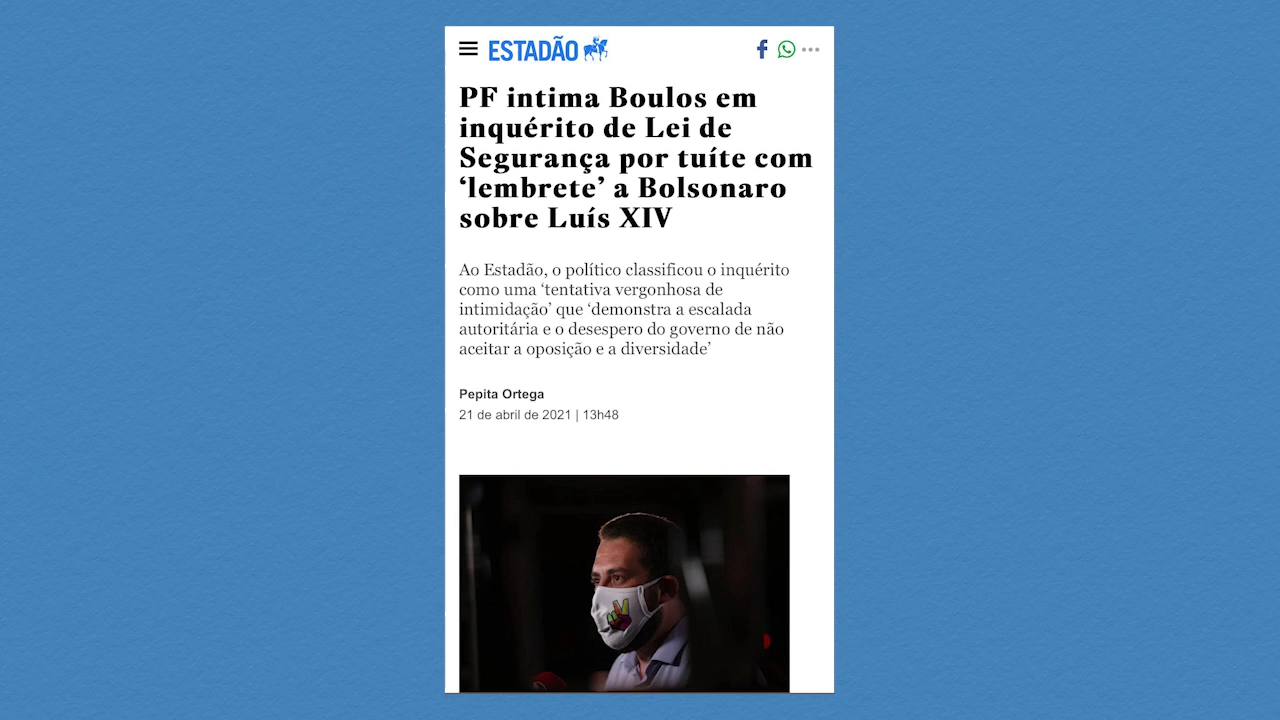 ESTADÃO
PF intima Boulos em
inquérito de Lei de
Segurança por tuíte com
‘lembrete’ a Bolsonaro
sobre Luís XIV
Ao Estadão, o político classificou o inquérito
como uma ‘tentativa vergonhosa de
intimidação’ que ‘demonstra a escalada
autoritária e o desespero do governo de não
aceitar a oposição e a diversidade’
Pepita Ortega
21 de abril de 2021 | 13h48